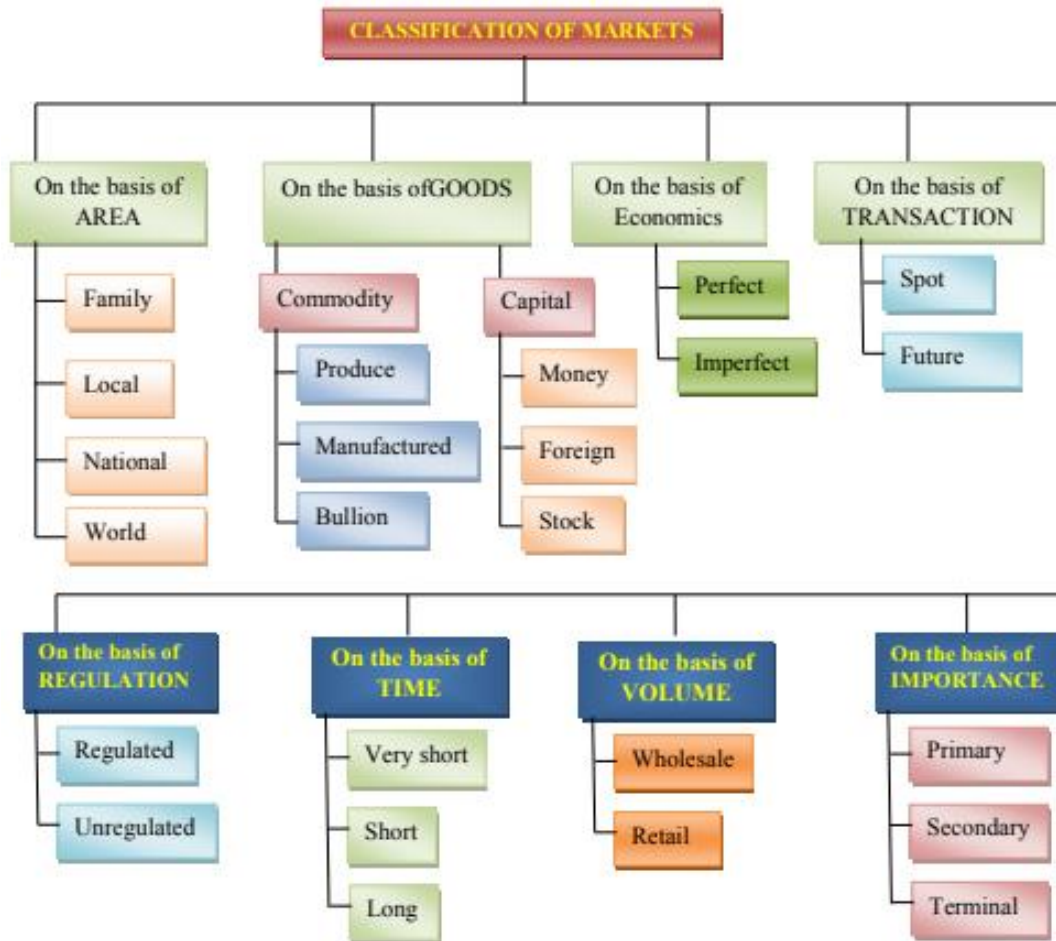 CLASSIFICATION OF MARKETS
On the basis of
AREA
Family
Local
National
World
On the basis ofGOODS
Commodity
Produce
Manufactured
Bullion
Capital
Money
Foreign
Stock
On the basis of
Economics
Perfect
Imperfect
On the basis of
TRANSACTION
Spot
Future
On the basis of
REGULATION
Regulated
Unregulated
On the basis of
TIME
Very short
Short
Long
On the basis of
VOLUME
Wholesale
Retail
On the basis of
IMPORTANCE
Primary
Secondary
Terminal